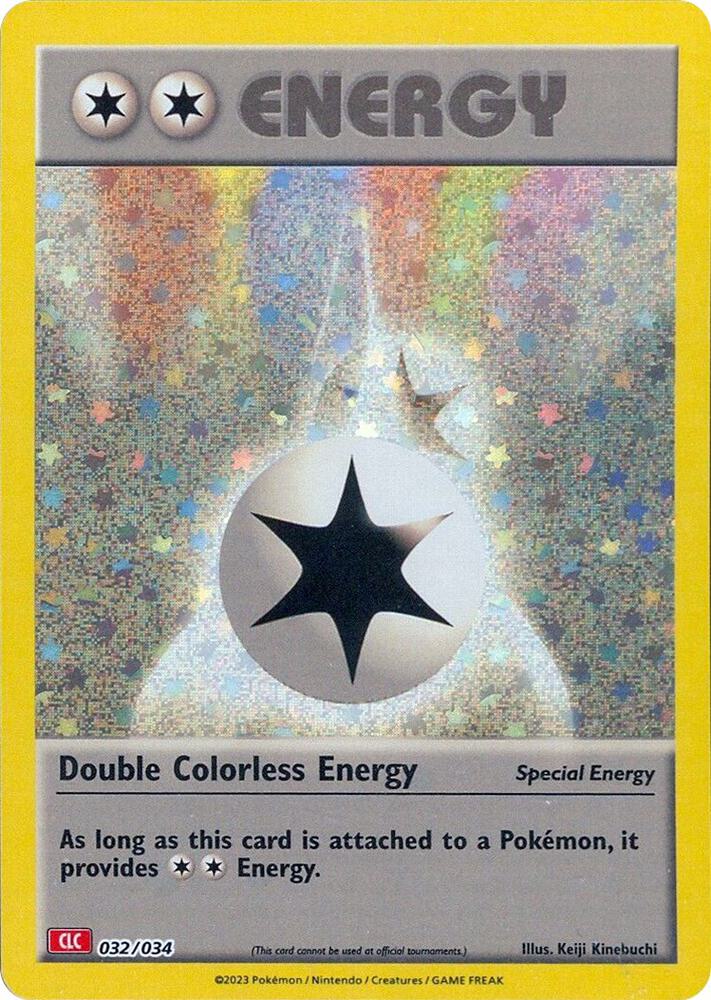 ENERGY
Double Colorless Energy
Special Energy
As long as this card is attached to a Pokémon, it
provides Energy.
CLC 032/034
(This card cannot be used at official tournaments.)
Illus. Keiji Kinebuchi
©2023 Pokémon / Nintendo / Creatures / GAME FREAK